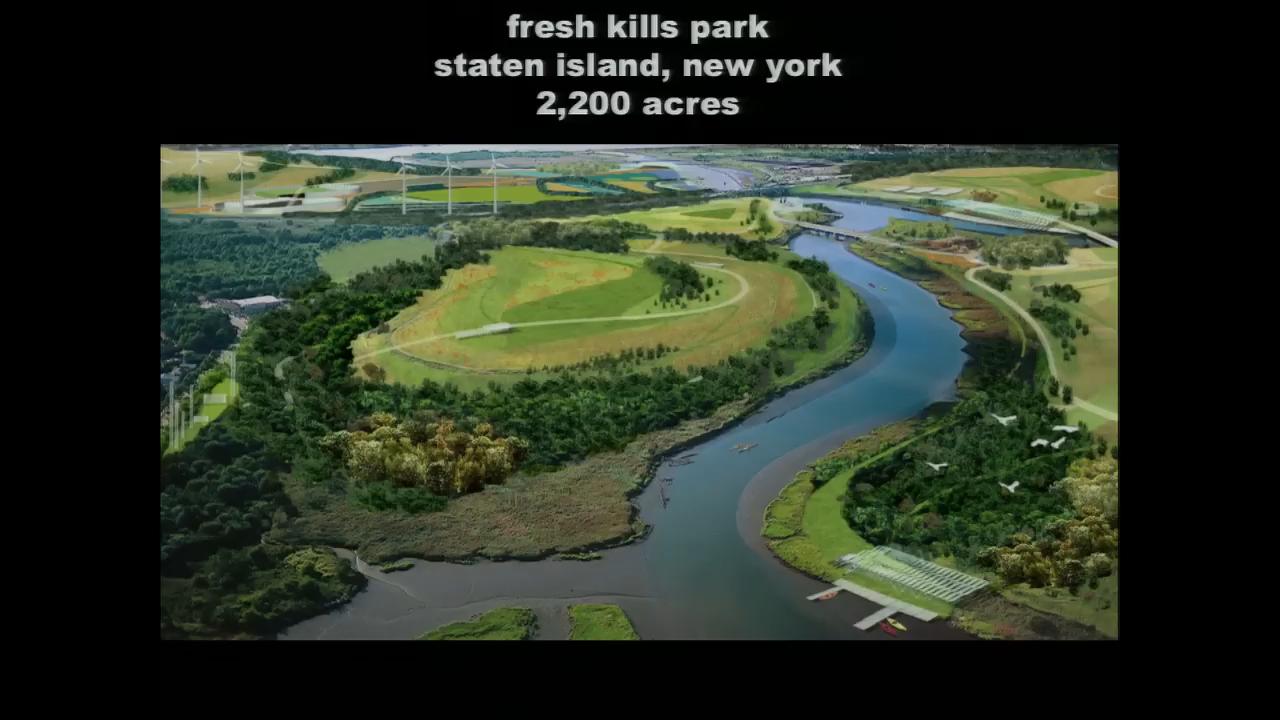 fresh kills park
staten island, new york
2,200 acres